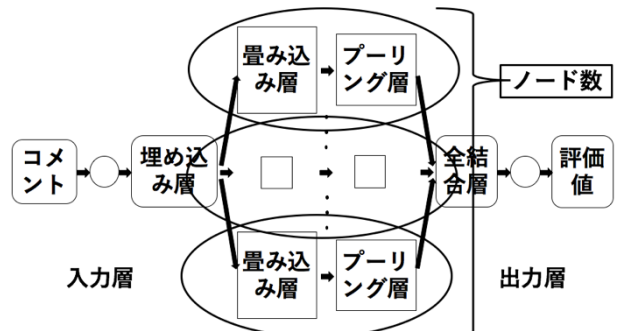 畳み込
み層
プーリ
ング層
ノード数
コメ
ント
埋め込
み層
全結
合層
評価
値
畳み込
み層
プーリ
ング層
入力層
出力層